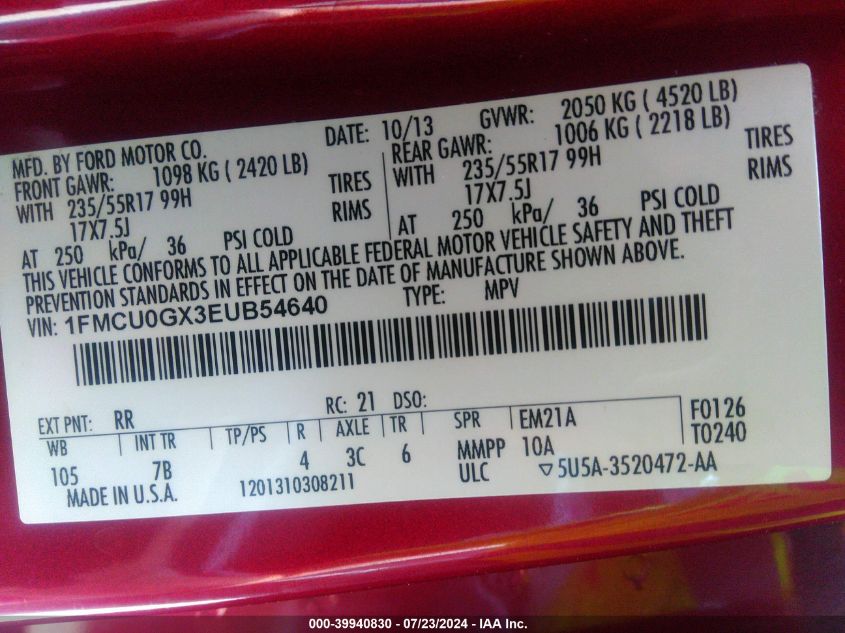 MFD. BY FORD MOTOR CO.
DATE: 10/13
GVWR: 2050 KG ( 4520 LB)
FRONT GAWR: 1098 KG ( 2420 LB)
REAR GAWR: 1006 KG ( 2218 LB)
WITH 235/55R17 99H TIRES
WITH 235/55R17 99H TIRES
17X7.5J RIMS
17X7.5J RIMS
AT 250 kPa/ 36 PSI COLD
AT 250 kPa/ 36 PSI COLD
THIS VEHICLE CONFORMS TO ALL APPLICABLE FEDERAL MOTOR VEHICLE SAFETY AND THEFT
PREVENTION STANDARDS IN EFFECT ON THE DATE OF MANUFACTURE SHOWN ABOVE.
VIN: 1FMCU0GX3EUB54640
TYPE: MPV
EXT PNT: RR RC: 21 DSO:
WB INT TR TP/PS R AXLE TR SPR EM21A F0126
105 7B 4 3C 6 MMPP 10A T0240
ULC ▽5U5A-3520472-AA
MADE IN U.S.A. 1201310308211
000-39940830 - 07/23/2024 - IAA Inc.